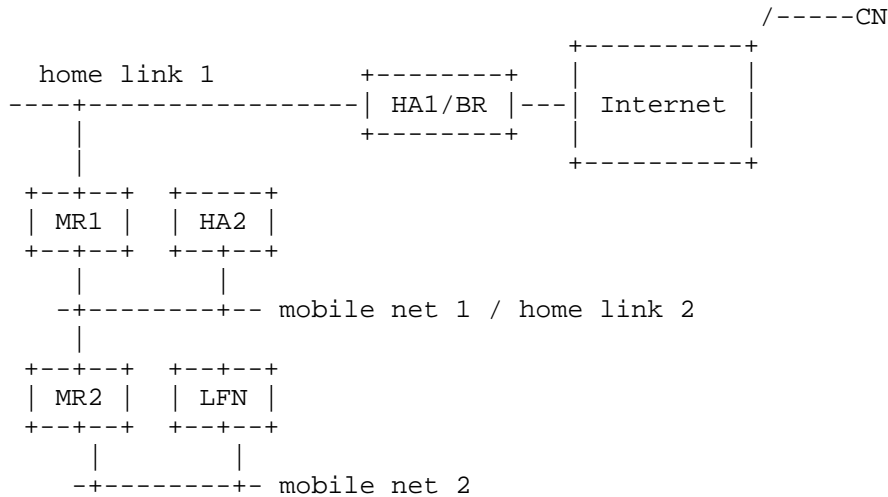 /-----CN
home link 1
HA1/BR
Internet
MR1
HA2
mobile net 1 / home link 2
MR2
LFN
mobile net 2